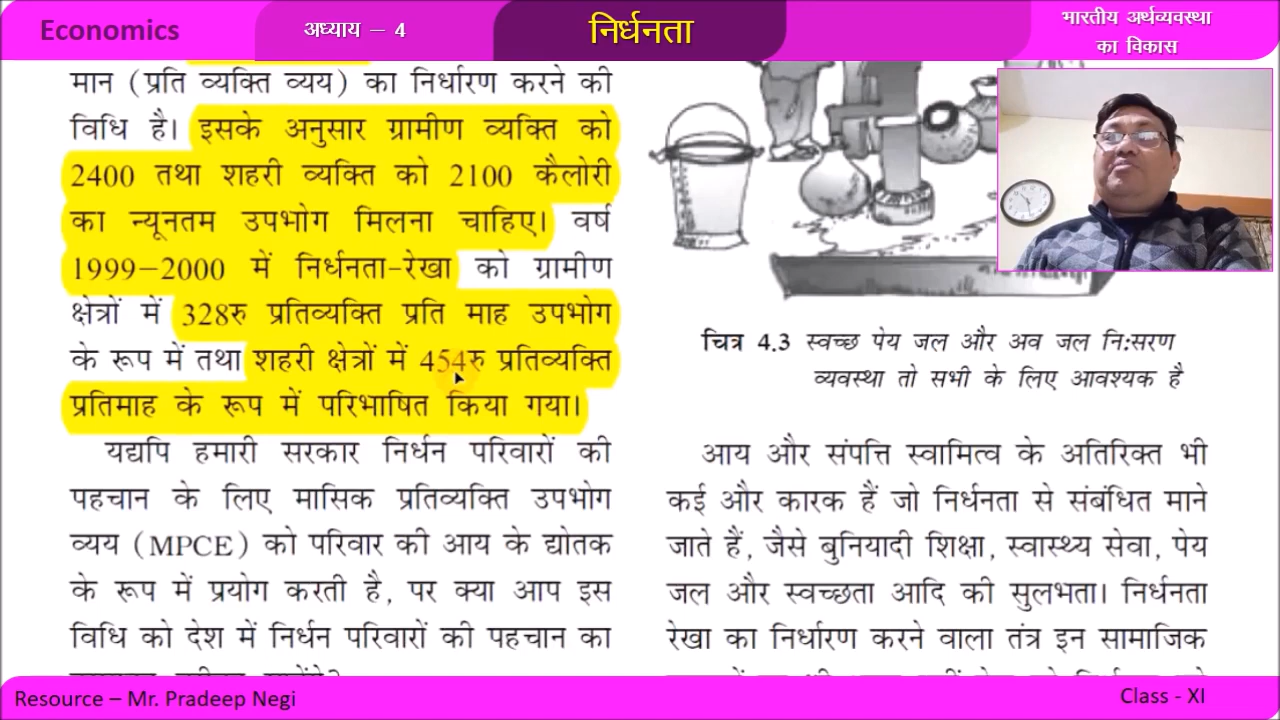 Economics
अध्याय – 4
निर्धनता
भारतीय अर्थव्यवस्था
का विकास
मान (प्रति व्यक्ति व्यय) का निर्धारण करने की
विधि है। इसके अनुसार ग्रामीण व्यक्ति को
2400 तथा शहरी व्यक्ति को 2100 कैलोरी
का न्यूनतम उपभोग मिलना चाहिए। वर्ष
1999–2000 में निर्धनता-रेखा को ग्रामीण
क्षेत्रों में 328रु प्रतिव्यक्ति प्रति माह उपभोग
के रूप में तथा शहरी क्षेत्रों में 454रु प्रतिव्यक्ति
प्रतिमाह के रूप में परिभाषित किया गया।
यद्यपि हमारी सरकार निर्धन परिवारों की
पहचान के लिए मासिक प्रतिव्यक्ति उपभोग
व्यय (MPCE) को परिवार की आय के द्योतक
के रूप में प्रयोग करती है, पर क्या आप इस
विधि को देश में निर्धन परिवारों की पहचान का
चित्र 4.3 स्वच्छ पेय जल और अव जल नि:सरण
व्यवस्था तो सभी के लिए आवश्यक है
आय और संपत्ति स्वामित्व के अतिरिक्त भी
कई और कारक हैं जो निर्धनता से संबंधित माने
जाते हैं, जैसे बुनियादी शिक्षा, स्वास्थ्य सेवा, पेय
जल और स्वच्छता आदि की सुलभता। निर्धनता
रेखा का निर्धारण करने वाला तंत्र इन सामाजिक
Resource – Mr. Pradeep Negi
Class - XI